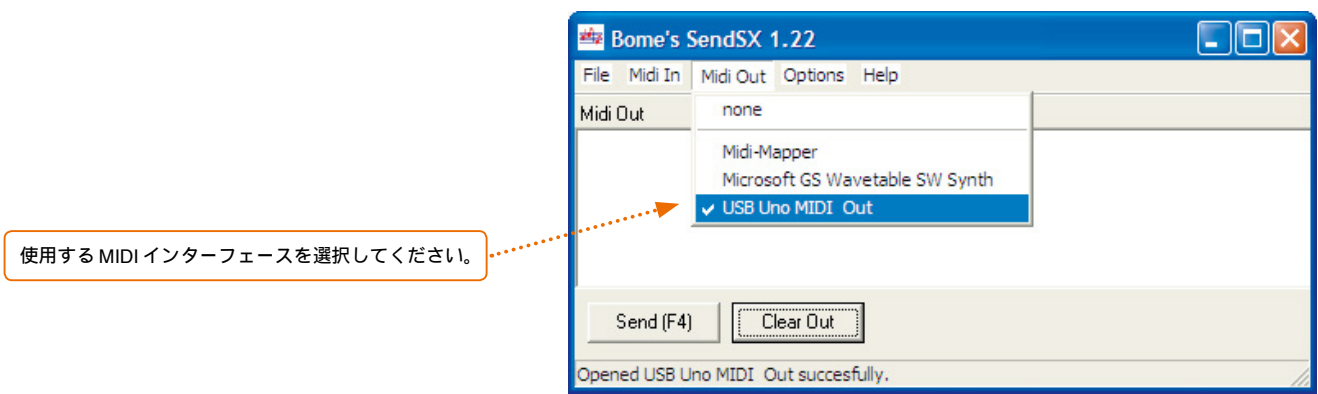 Bome's SendSX 1.22
File Midi In Midi Out Options Help
Midi Out
none
Midi-Mapper
Microsoft GS Wavetable SW Synth
USB Uno MIDI Out
使用する MIDI インターフェースを選択してください。
Send (F4) Clear Out
Opened USB Uno MIDI Out succesfully.